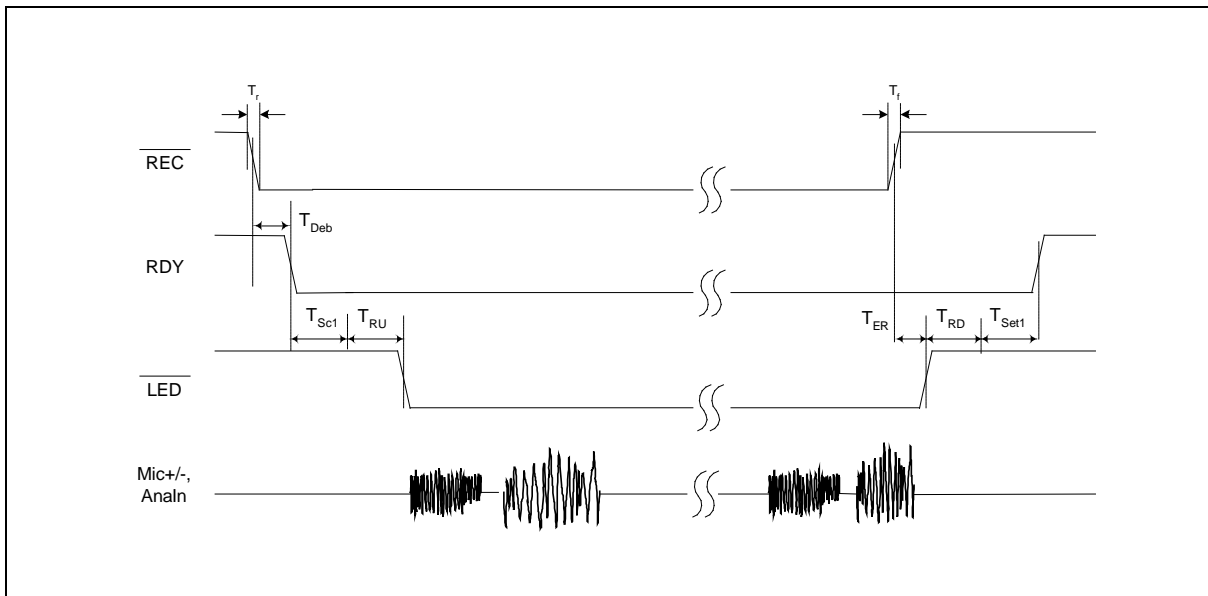 Tr
Tf
REC
TDeb
RDY
TSc1 TRU TER TRD TSet1
LED
Mic+/-,
AnaIn